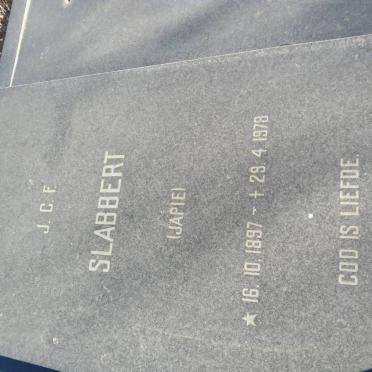 J. C. F.
SLABBERT
(JAPIE)
★ 16. 10. 1897 ~ † 29. 4. 1978
GOD IS LIEFDE.